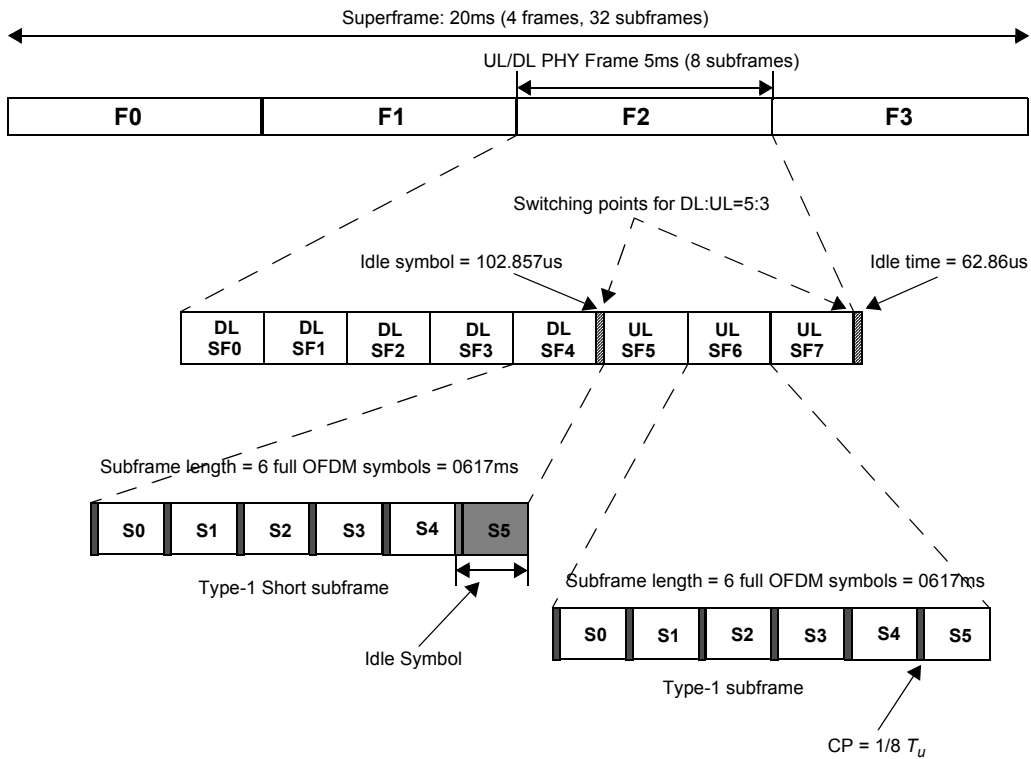 Superframe: 20ms (4 frames, 32 subframes)
UL/DL PHY Frame 5ms (8 subframes)
F0 F1 F2 F3
Switching points for DL:UL=5:3
Idle symbol = 102.857us
Idle time = 62.86us
DL SF0
DL SF1
DL SF2
DL SF3
DL SF4
UL SF5
UL SF6
UL SF7
Subframe length = 6 full OFDM symbols = 0617ms
S0 S1 S2 S3 S4 S5
Type-1 Short subframe
Idle Symbol
Subframe length = 6 full OFDM symbols = 0617ms
S0 S1 S2 S3 S4 S5
Type-1 subframe
CP = 1/8 Tu